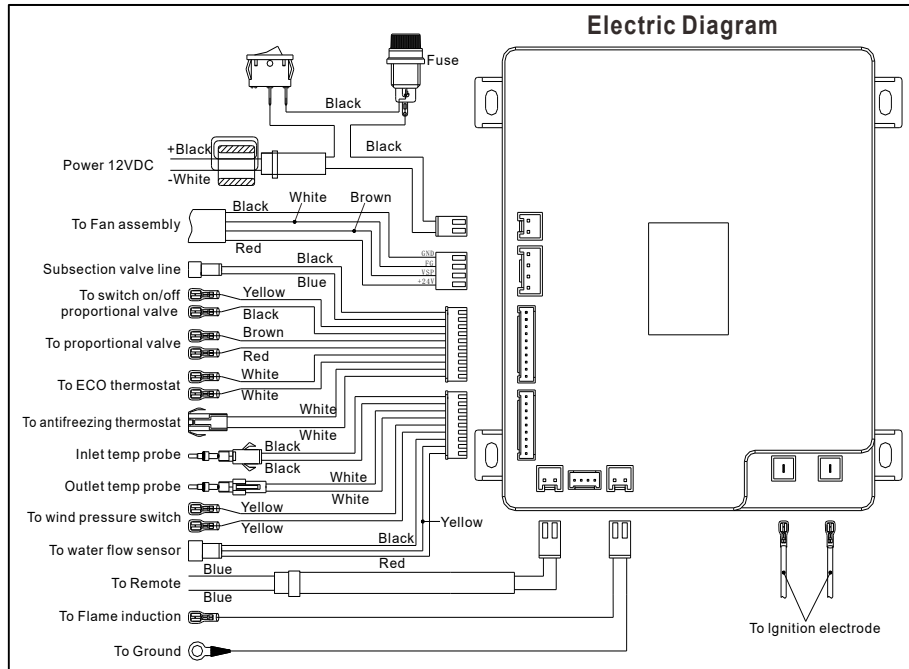 Electric Diagram
Fuse
Black
Black
+Black
Power 12VDC
-White
White
Brown
Black
To Fan assembly
Red
GND
FG
VSP
+24V
Black
Subsection valve line
Blue
To switch on/off
proportional valve
Yellow
Black
Brown
To proportional valve
Red
White
To ECO thermostat
White
White
To antifreezing thermostat
White
Black
Inlet temp probe
Black
White
Outlet temp probe
White
Yellow
To wind pressure switch
Yellow
Yellow
Black
To water flow sensor
Red
Blue
To Remote
Blue
To Flame induction
To Ground
To Ignition electrode